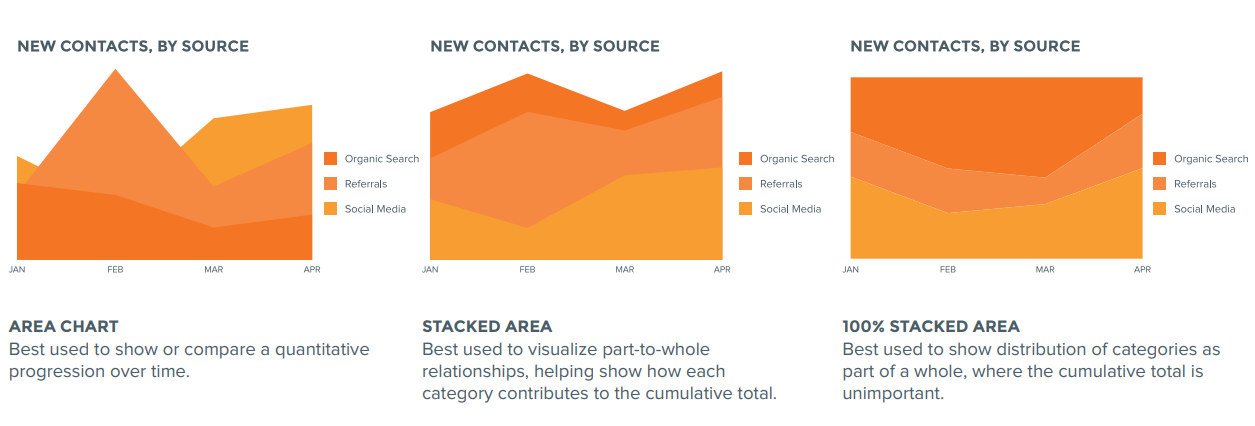 NEW CONTACTS, BY SOURCE
Organic Search
Referrals
Social Media
JAN FEB MAR APR
AREA CHART
Best used to show or compare a quantitative
progression over time.
NEW CONTACTS, BY SOURCE
Organic Search
Referrals
Social Media
JAN FEB MAR APR
STACKED AREA
Best used to visualize part-to-whole
relationships, helping show how each
category contributes to the cumulative total.
NEW CONTACTS, BY SOURCE
Organic Search
Referrals
Social Media
JAN FEB MAR APR
100% STACKED AREA
Best used to show distribution of categories as
part of a whole, where the cumulative total is
unimportant.